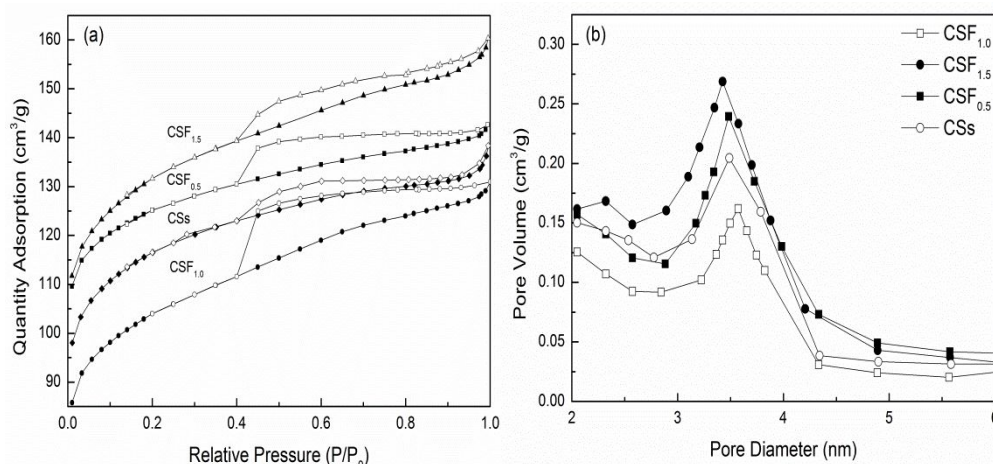 (a)
160
150
140
130
120
110
100
90
CSF1.5
CSF0.5
CSs
CSF1.0
0.0 0.2 0.4 0.6 0.8 1.0
Quantity Adsorption (cm³/g)
Relative Pressure (P/P0)
(b)
CSF1.0
CSF1.5
CSF0.5
CSs
0.30
0.25
0.20
0.15
0.10
0.05
0.00
2 3 4 5 6
Pore Volume (cm³/g)
Pore Diameter (nm)